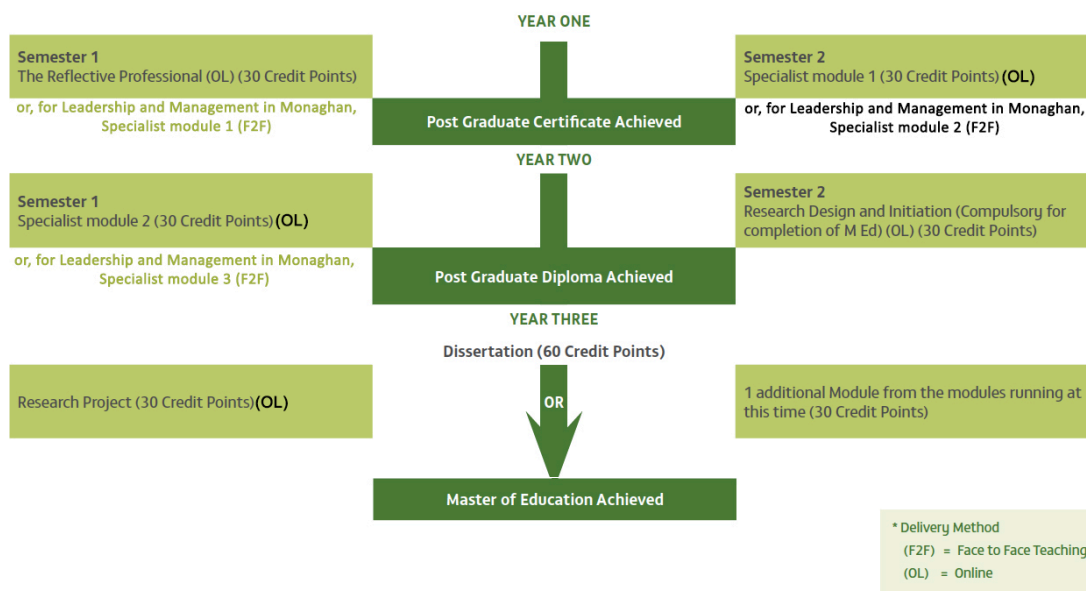 YEAR ONE
Semester 1
The Reflective Professional (OL) (30 Credit Points)
or, for Leadership and Management in Monaghan,
Specialist module 1 (F2F)
Post Graduate Certificate Achieved
Semester 2
Specialist module 1 (30 Credit Points) (OL)
or, for Leadership and Management in Monaghan,
Specialist module 2 (F2F)
YEAR TWO
Semester 1
Specialist module 2 (30 Credit Points) (OL)
or, for Leadership and Management in Monaghan,
Specialist module 3 (F2F)
Post Graduate Diploma Achieved
Semester 2
Research Design and Initiation (Compulsory for
completion of M Ed) (OL) (30 Credit Points)
YEAR THREE
Dissertation (60 Credit Points)
Research Project (30 Credit Points) (OL)
OR
1 additional Module from the modules running at
this time (30 Credit Points)
Master of Education Achieved
* Delivery Method
(F2F) = Face to Face Teaching
(OL) = Online